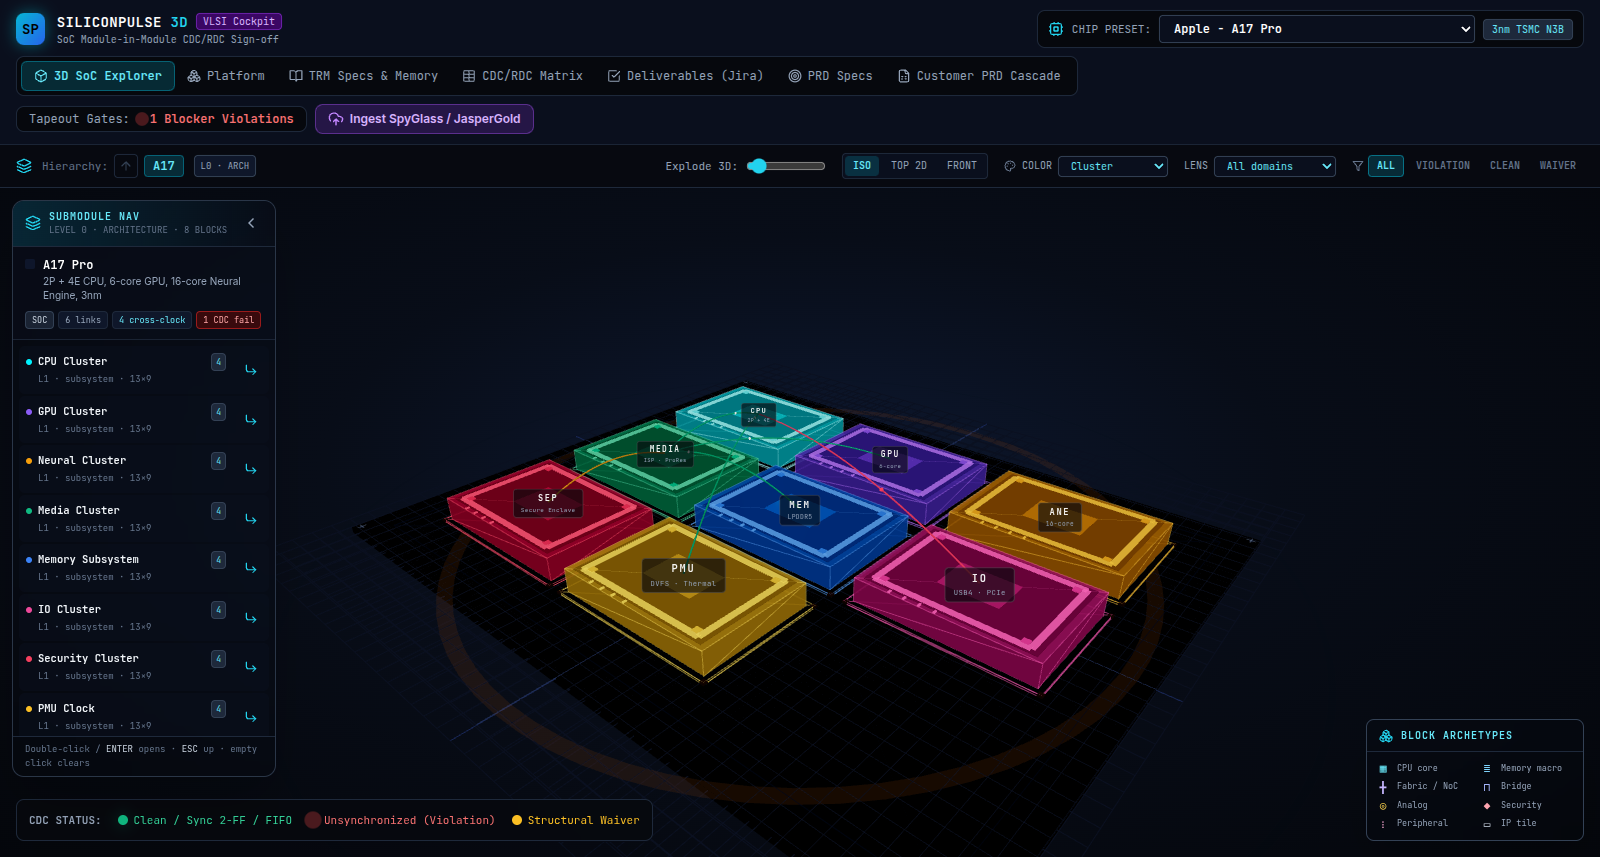 SP
SILICONPULSE 3D VLSI Cockpit
SoC Module-in-Module CDC/RDC Sign-off
CHIP PRESET: Apple - A17 Pro 3nm TSMC N3B
3D SoC Explorer Platform TRM Specs & Memory CDC/RDC Matrix Deliverables (Jira) PRD Specs Customer PRD Cascade
Tapeout Gates: 1 Blocker Violations Ingest SpyGlass / JasperGold
Hierarchy: A17 L0 · ARCH Explode 3D: ISO TOP 2D FRONT COLOR Cluster LENS All domains ALL VIOLATION CLEAN WAIVER
SUBMODULE NAV
LEVEL 0 · ARCHITECTURE · 8 BLOCKS
A17 Pro
2P + 4E CPU, 6-core GPU, 16-core Neural
Engine, 3nm
SOC 6 links 4 cross-clock 1 CDC fail
CPU Cluster 4
L1 · subsystem · 13×9
GPU Cluster 4
L1 · subsystem · 13×9
Neural Cluster 4
L1 · subsystem · 13×9
Media Cluster 4
L1 · subsystem · 13×9
Memory Subsystem 4
L1 · subsystem · 13×9
IO Cluster 4
L1 · subsystem · 13×9
Security Cluster 4
L1 · subsystem · 13×9
PMU Clock 4
L1 · subsystem · 13×9
Double-click / ENTER opens · ESC up · empty
click clears
CPU
2P + 4E
MEDIA
ISP · ProRes
GPU
6-core
SEP
Secure Enclave
MEM
LPDDR5
ANE
16-core
PMU
DVFS · Thermal
IO
USB4 · PCIe
BLOCK ARCHETYPES
CPU core Memory macro
Fabric / NoC Bridge
Analog Security
Peripheral IP tile
CDC STATUS: Clean / Sync 2-FF / FIFO Unsynchronized (Violation) Structural Waiver